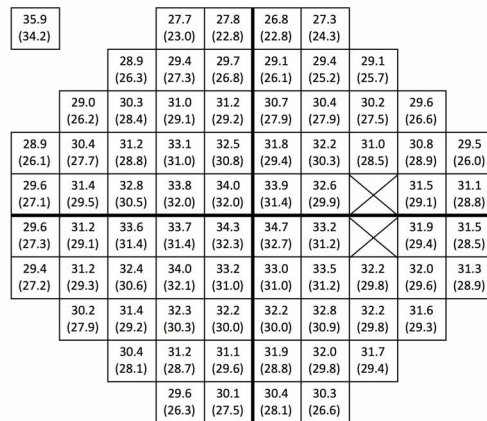 35.9 27.7 27.8 26.8 27.3
(34.2) (23.0) (22.8) (22.8) (24.3)
28.9 29.4 29.7 29.1 29.4 29.1
(26.3) (27.3) (26.8) (26.1) (25.2) (25.7)
29.0 30.3 31.0 31.2 30.7 30.4 30.2 29.6
(26.2) (28.4) (29.1) (29.2) (27.9) (27.9) (27.5) (26.6)
28.9 30.4 31.2 33.1 32.5 31.8 32.2 31.0 30.8 29.5
(26.1) (27.7) (28.8) (31.0) (30.8) (29.4) (30.3) (28.5) (28.9) (26.0)
29.6 31.4 32.8 33.8 34.0 33.9 32.6 31.5 31.1
(27.1) (29.5) (30.5) (32.0) (32.0) (31.4) (29.9) (29.1) (28.8)
29.6 31.2 33.6 33.7 34.3 34.7 33.2 31.9 31.5
(27.3) (29.1) (31.4) (31.4) (32.3) (32.7) (31.2) (29.4) (28.5)
29.4 31.2 32.4 34.0 33.2 33.0 33.5 32.2 32.0 31.3
(27.2) (29.3) (30.6) (32.1) (31.0) (31.0) (31.2) (29.8) (29.6) (28.9)
30.2 31.4 32.3 32.2 32.2 32.8 32.2 31.6
(27.9) (29.2) (30.3) (30.0) (30.0) (30.9) (29.8) (29.3)
30.4 31.2 31.1 31.9 32.0 31.7
(28.1) (28.7) (29.6) (28.8) (29.8) (29.4)
29.6 30.1 30.4 30.3
(26.3) (27.5) (28.1) (26.6)